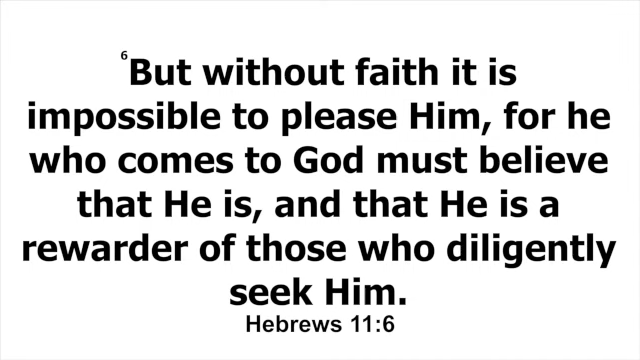 6But without faith it is
impossible to please Him, for he
who comes to God must believe
that He is, and that He is a
rewarder of those who diligently
seek Him.
Hebrews 11:6